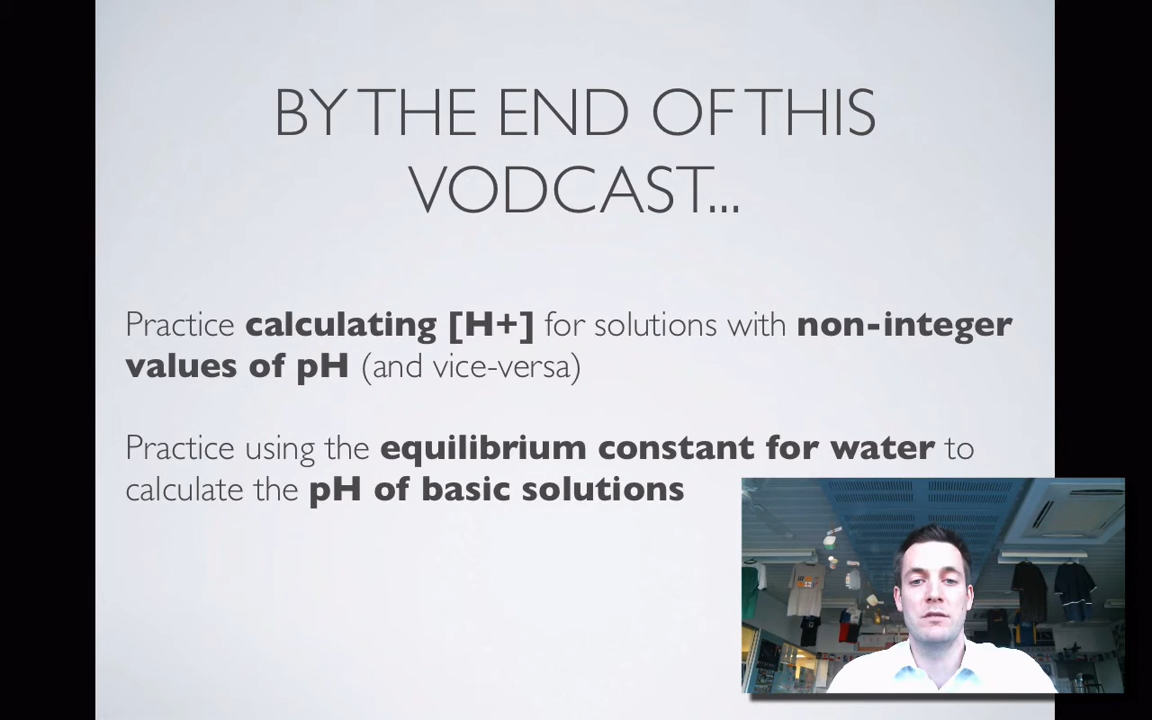 BY THE END OF THIS
VODCAST...
Practice calculating [H+] for solutions with non-integer
values of pH (and vice-versa)
Practice using the equilibrium constant for water to
calculate the pH of basic solutions